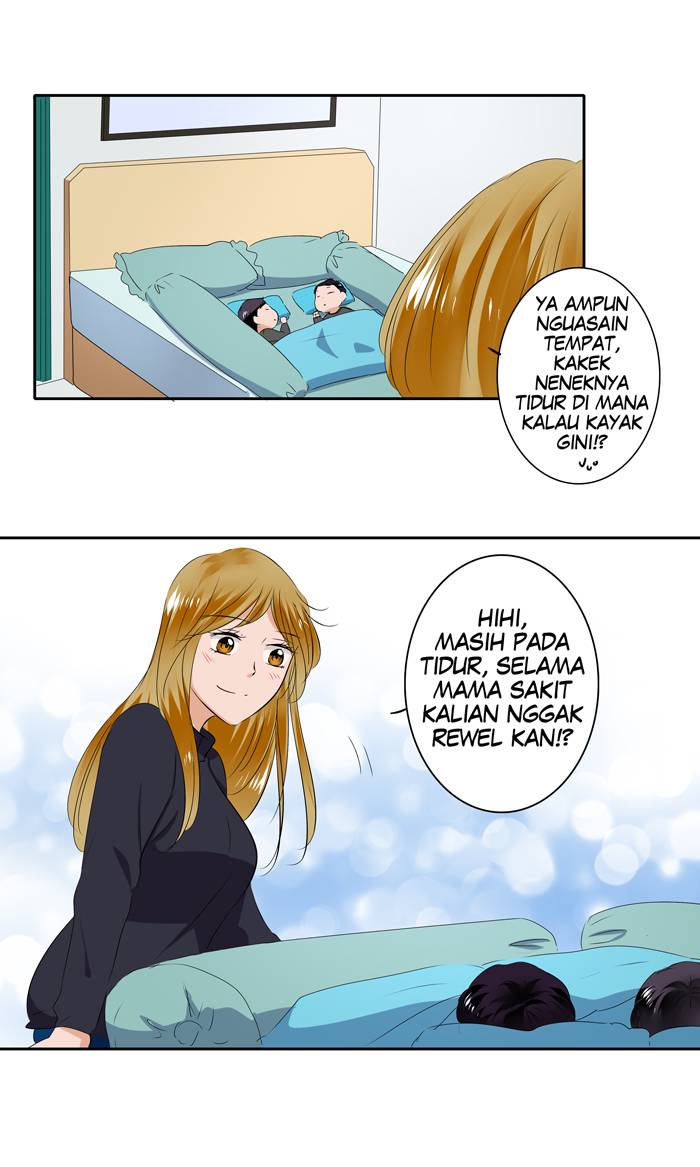 YA AMPUN
NGUASAIN
TEMPAT,
KAKEK
NENEKNYA
TIDUR DI MANA
KALAU KAYAK
GINI!?
HIHI,
MASIH PADA
TIDUR, SELAMA
MAMA SAKIT
KALIAN NGGAK
REWEL KAN!?